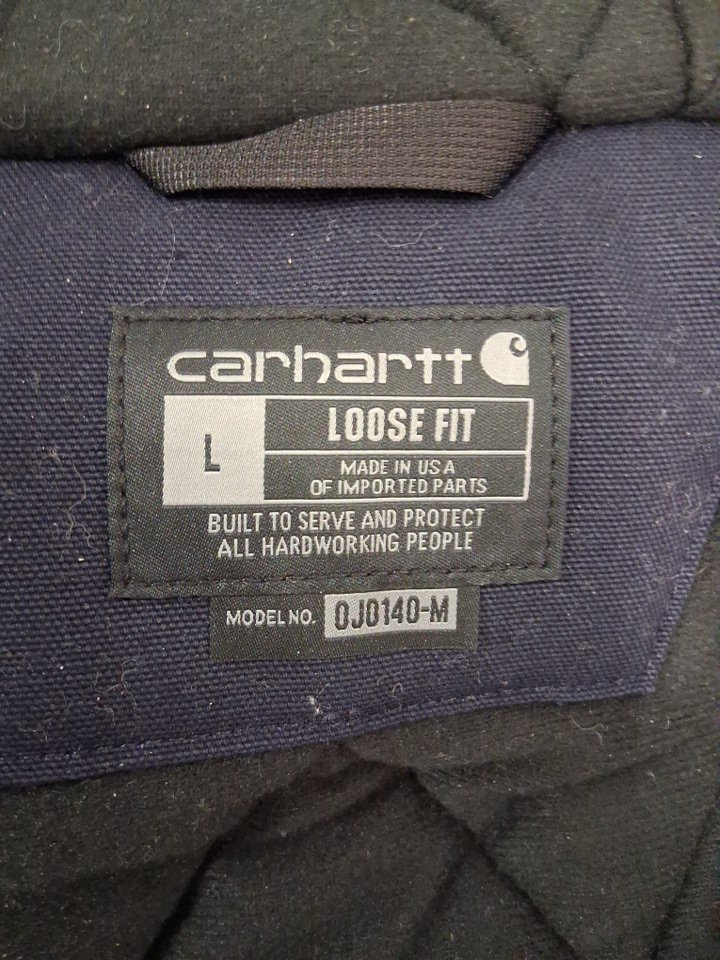 carhartt
L
LOOSE FIT
MADE IN USA
OF IMPORTED PARTS
BUILT TO SERVE AND PROTECT
ALL HARDWORKING PEOPLE
MODEL NO. 0J0140-M